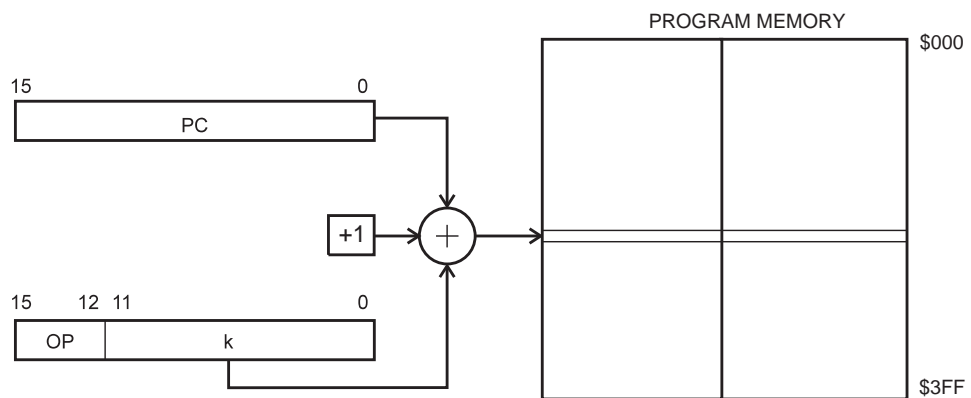 PROGRAM MEMORY
$000
15 0
PC
+1
15 12 11 0
OP k
$3FF